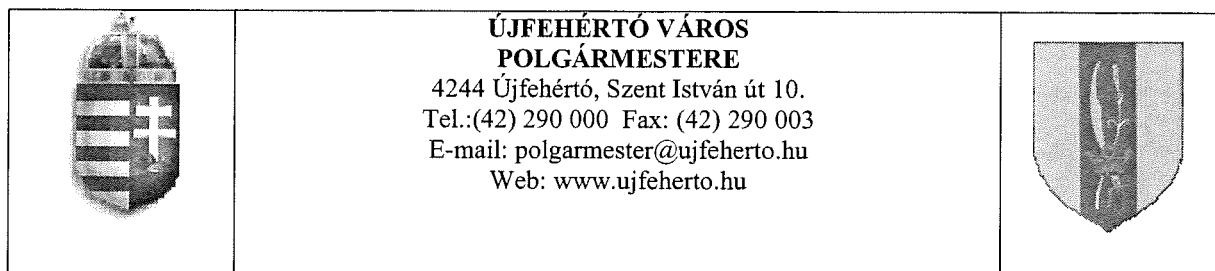 ÚJFEHÉRTÓ VÁROS
POLGÁRMESTERE
4244 Újfehértó, Szent István út 10.
Tel.:(42) 290 000 Fax: (42) 290 003
E-mail: polgarmester@ujfeherto.hu
Web: www.ujfeherto.hu